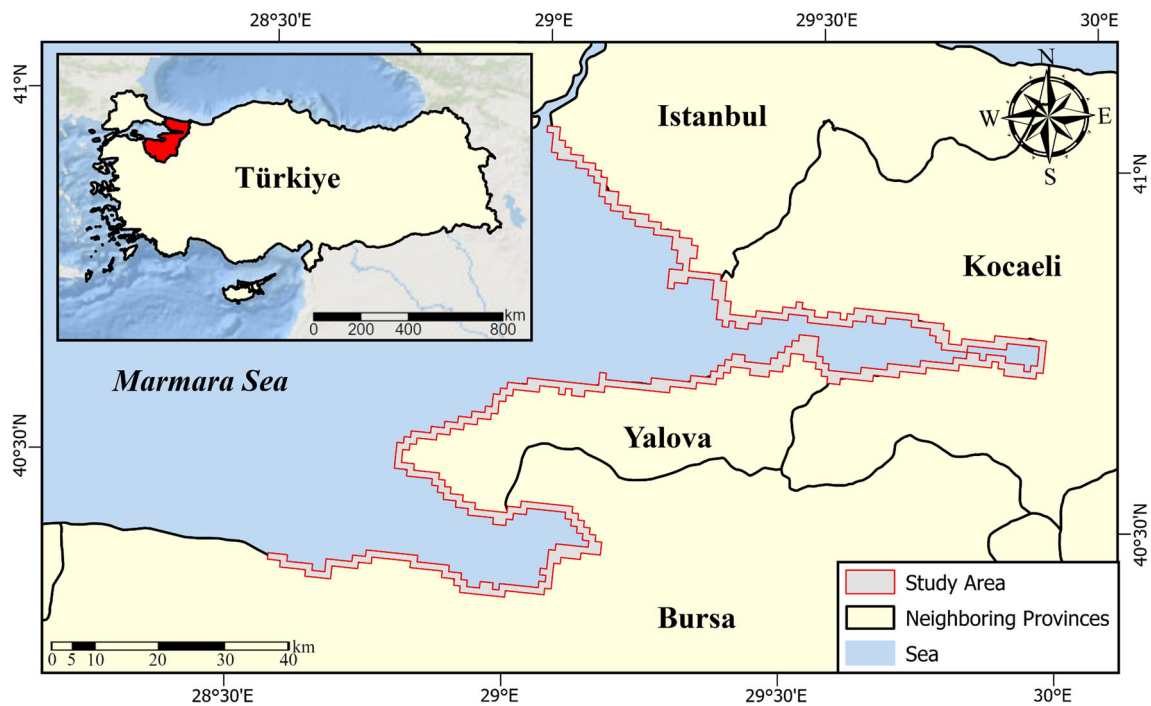 28°30'E 29°E 29°30'E 30°E
41°N
Türkiye
km
0 200 400 800
Istanbul
N
W E
S
41°N
Kocaeli
Marmara Sea
Yalova
40°30'N
40°30'N
Bursa
Study Area
Neighboring Provinces
Sea
km
0 5 10 20 30 40
28°30'E 29°E 29°30'E 30°E